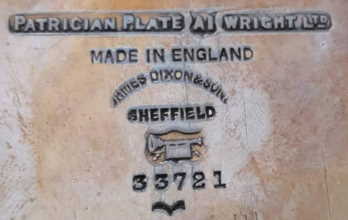 PATRICIAN PLATE A1 WRIGHT LTD
MADE IN ENGLAND
JAMES DIXON & SONS
SHEFFIELD
33721